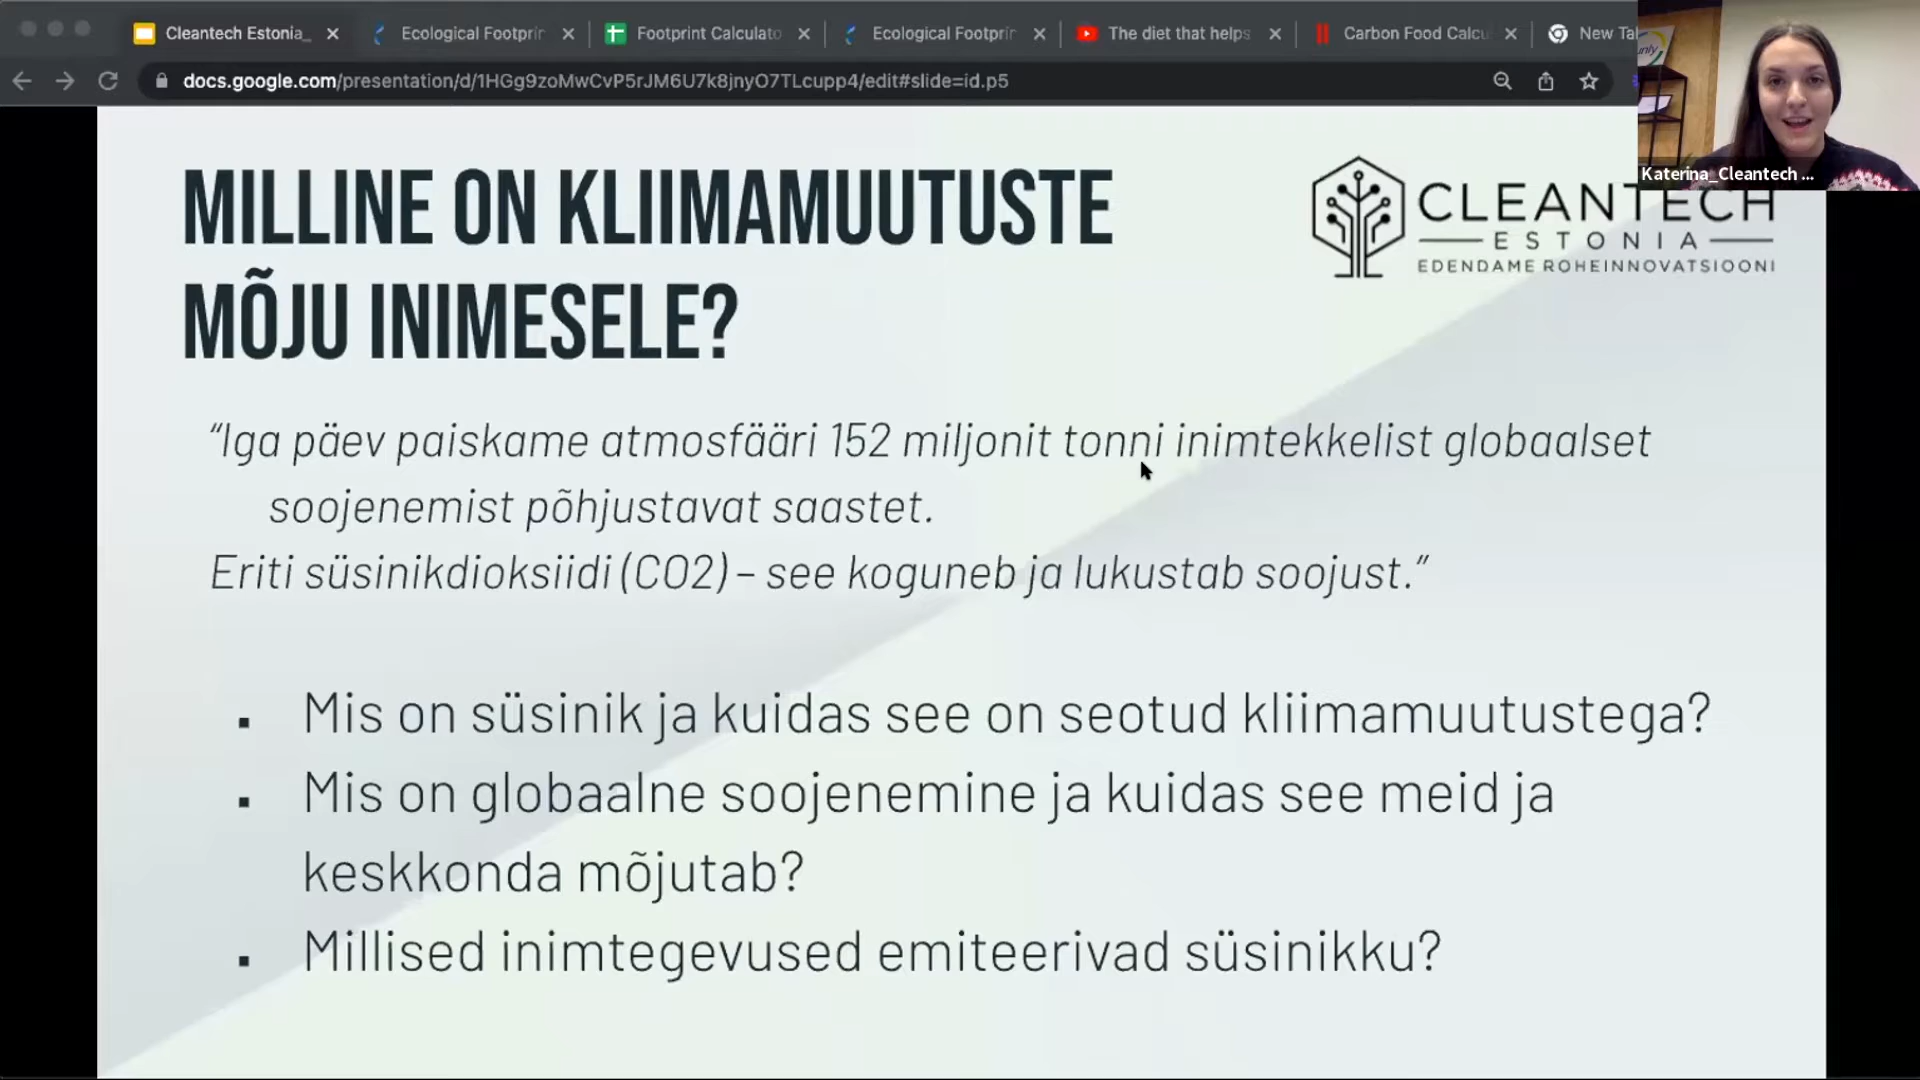 Cleantech Estonia_
Ecological Footprin
Footprint Calculato
Ecological Footprin
The diet that helps
Carbon Food Calcu
New Ta
docs.google.com/presentation/d/1HGg9zoMwCvP5rJM6U7k8jnyO7TLcupp4/edit#slide=id.p5
Katerina_Cleantech ...
MILLINE ON KLIIMAMUUTUSTE
MÕJU INIMESELE?
CLEANTECH
ESTONIA
EDENDAME ROHEINNOVATSIOONI
“Iga päev paiskame atmosfääri 152 miljonit tonni inimtekkelist globaalset
soojenemist põhjustavat saastet.
Eriti süsinikdioksiidi (CO2) – see koguneb ja lukustab soojust.”
▪ Mis on süsinik ja kuidas see on seotud kliimamuutustega?
▪ Mis on globaalne soojenemine ja kuidas see meid ja
keskkonda mõjutab?
▪ Millised inimtegevused emiteerivad süsinikku?